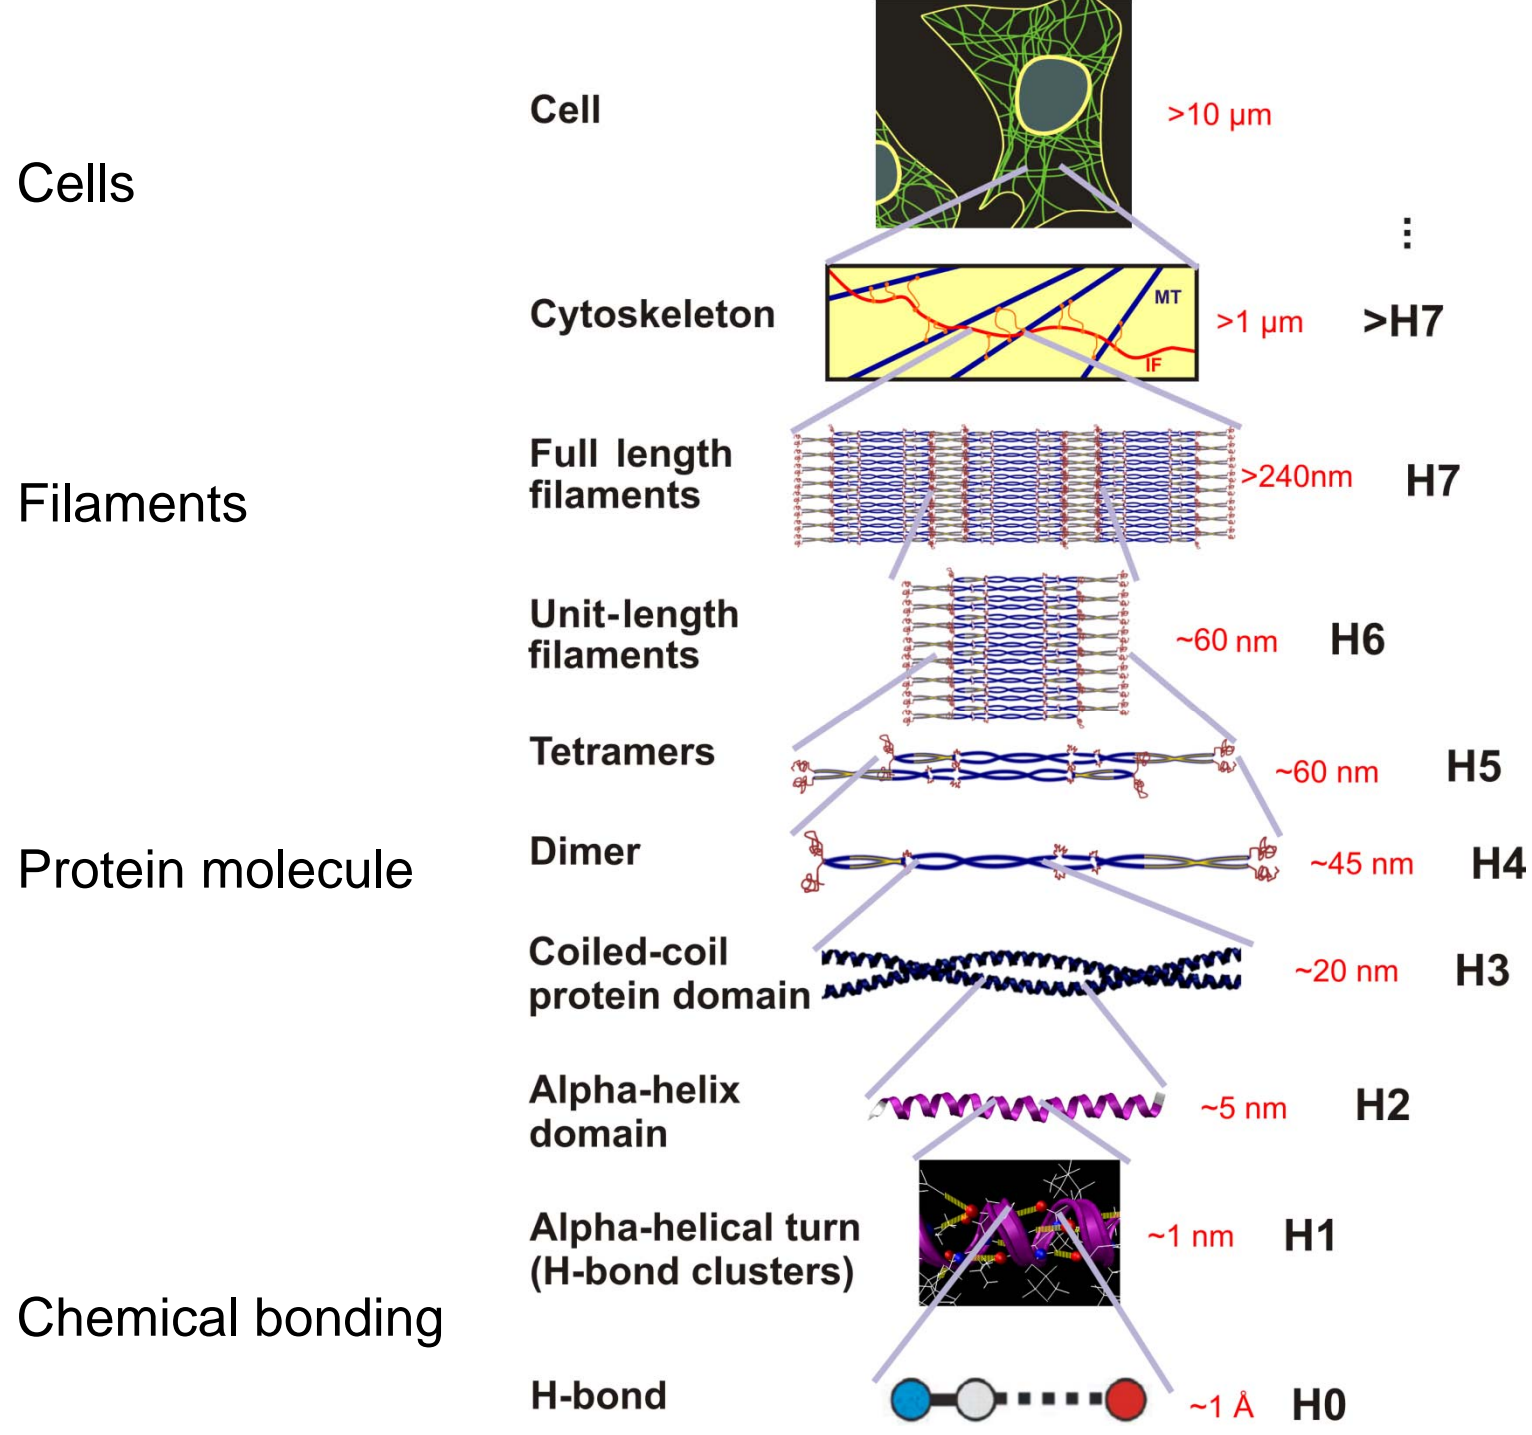 Cell
>10 µm
Cells
⋮
Cytoskeleton
MT
IF
>1 µm
>H7
Full length
filaments
>240nm
H7
Filaments
Unit-length
filaments
~60 nm
H6
Tetramers
~60 nm
H5
Protein molecule
Dimer
~45 nm
H4
Coiled-coil
protein domain
~20 nm
H3
Alpha-helix
domain
~5 nm
H2
Alpha-helical turn
(H-bond clusters)
~1 nm
H1
Chemical bonding
H-bond
~1 Å
H0